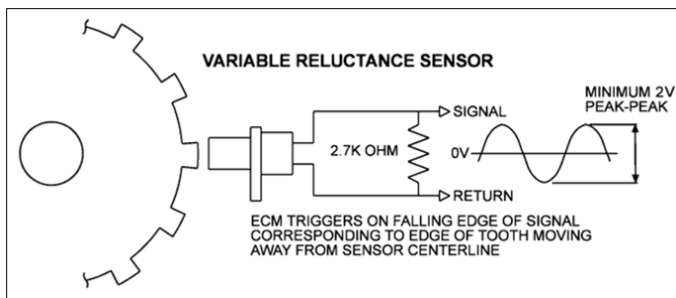 VARIABLE RELUCTANCE SENSOR
MINIMUM 2V
PEAK-PEAK
SIGNAL
2.7K OHM
0V
RETURN
ECM TRIGGERS ON FALLING EDGE OF SIGNAL
CORRESPONDING TO EDGE OF TOOTH MOVING
AWAY FROM SENSOR CENTERLINE